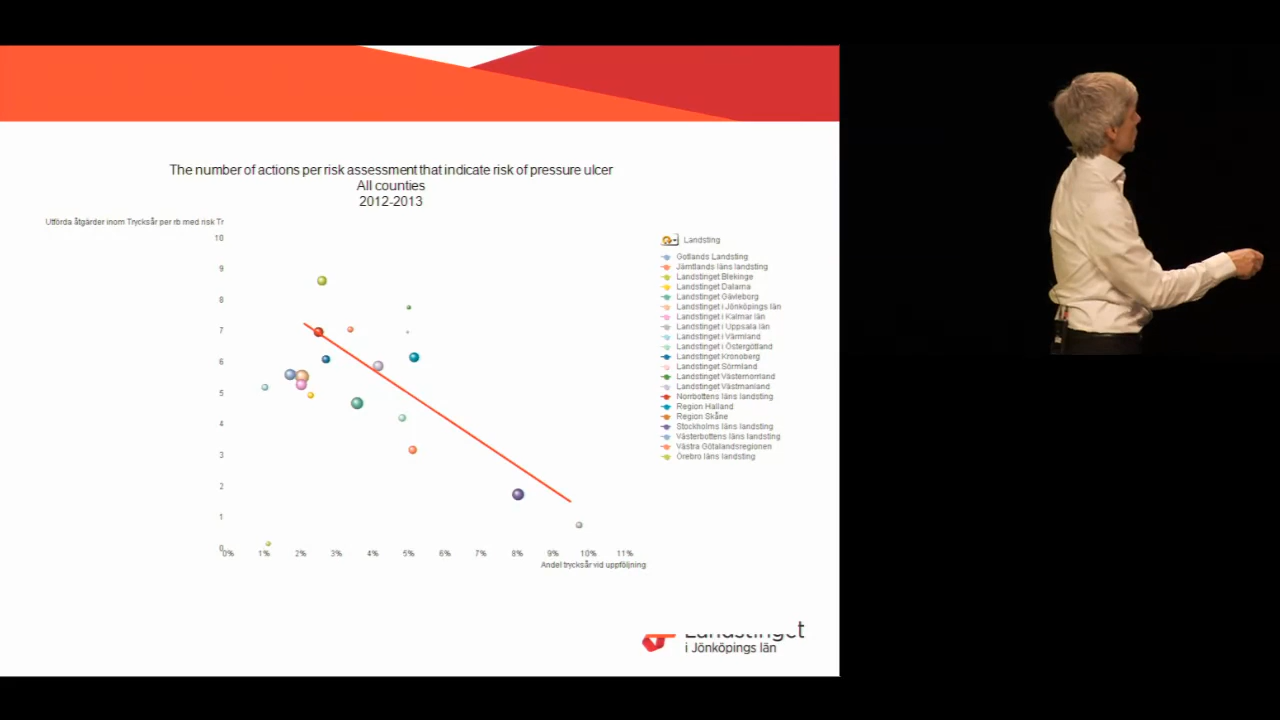 The number of actions per risk assessment that indicate risk of pressure ulcer
All counties
2012-2013
Utförda åtgärder inom Trycksår per rb med risk Tr
10
9
8
7
6
5
4
3
2
1
0
0% 1% 2% 3% 4% 5% 6% 7% 8% 9% 10% 11%
Andel trycksår vid uppföljning
Landsting
Gotlands Landsting
Jämtlands läns landsting
Landstinget Blekinge
Landstinget Dalarna
Landstinget Gävleborg
Landstinget i Jönköpings län
Landstinget i Kalmar län
Landstinget i Uppsala län
Landstinget i Värmland
Landstinget i Östergötland
Landstinget Kronoberg
Landstinget Sörmland
Landstinget Västernorrland
Landstinget Västmanland
Norrbottens läns landsting
Region Halland
Region Skåne
Stockholms läns landsting
Västerbottens läns landsting
Västra Götalandsregionen
Örebro läns landsting
Landstinget
i Jönköpings län